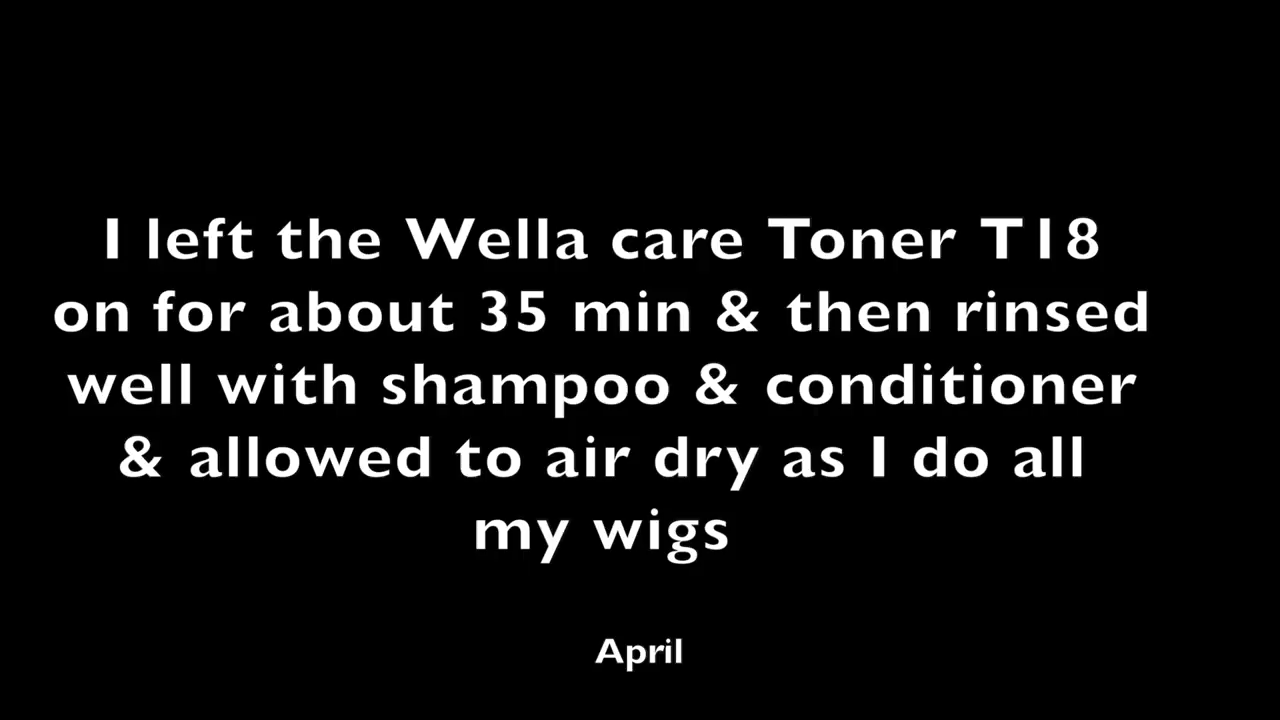 I left the Wella care Toner T18
on for about 35 min & then rinsed
well with shampoo & conditioner
& allowed to air dry as I do all
my wigs
April